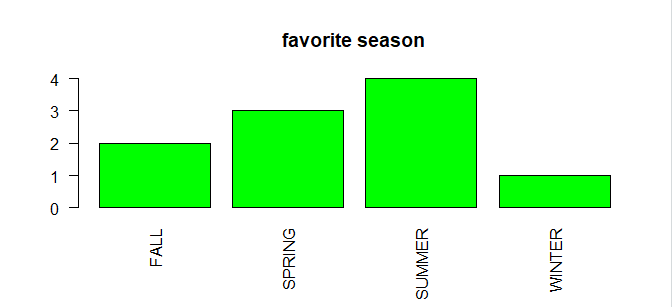 favorite season
4
3
2
1
0
FALL
SPRING
SUMMER
WINTER